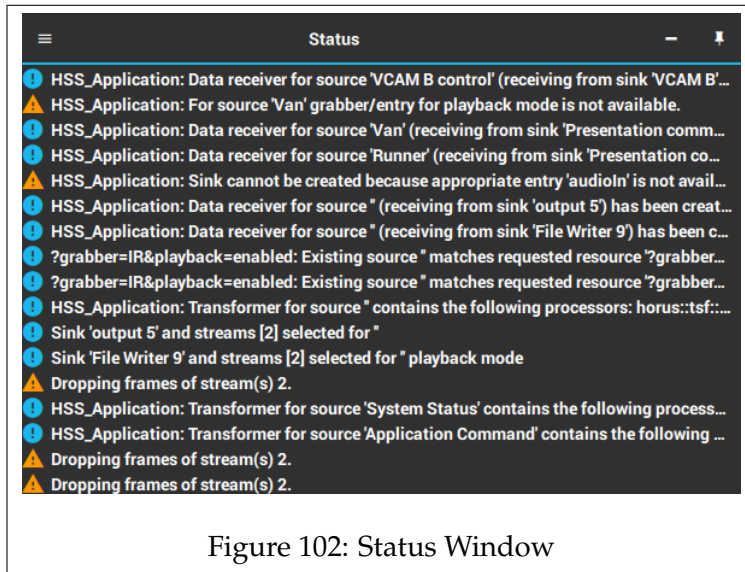 Status
HSS_Application: Data receiver for source 'VCAM B control' (receiving from sink 'VCAM B'...
HSS_Application: For source 'Van' grabber/entry for playback mode is not available.
HSS_Application: Data receiver for source 'Van' (receiving from sink 'Presentation comm...
HSS_Application: Data receiver for source 'Runner' (receiving from sink 'Presentation co...
HSS_Application: Sink cannot be created because appropriate entry 'audioIn' is not avail...
HSS_Application: Data receiver for source '' (receiving from sink 'output 5') has been creat...
HSS_Application: Data receiver for source '' (receiving from sink 'File Writer 9') has been c...
?grabber=IR&playback=enabled: Existing source '' matches requested resource '?grabber...
?grabber=IR&playback=enabled: Existing source '' matches requested resource '?grabber...
HSS_Application: Transformer for source '' contains the following processors: horus::tsf::...
Sink 'output 5' and streams [2] selected for ''
Sink 'File Writer 9' and streams [2] selected for '' playback mode
Dropping frames of stream(s) 2.
HSS_Application: Transformer for source 'System Status' contains the following process...
HSS_Application: Transformer for source 'Application Command' contains the following ...
Dropping frames of stream(s) 2.
Dropping frames of stream(s) 2.
Figure 102: Status Window